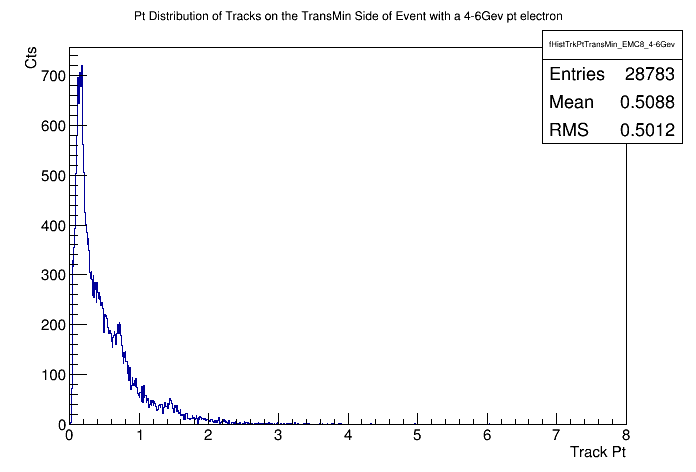 Pt Distribution of Tracks on the TransMin Side of Event with a 4-6Gev pt electron
fHistTrkPtTransMin_EMC8_4-6Gev
Entries 28783
Mean 0.5088
RMS 0.5012
Cts
700
600
500
400
300
200
100
0
0 1 2 3 4 5 6 7 8
Track Pt